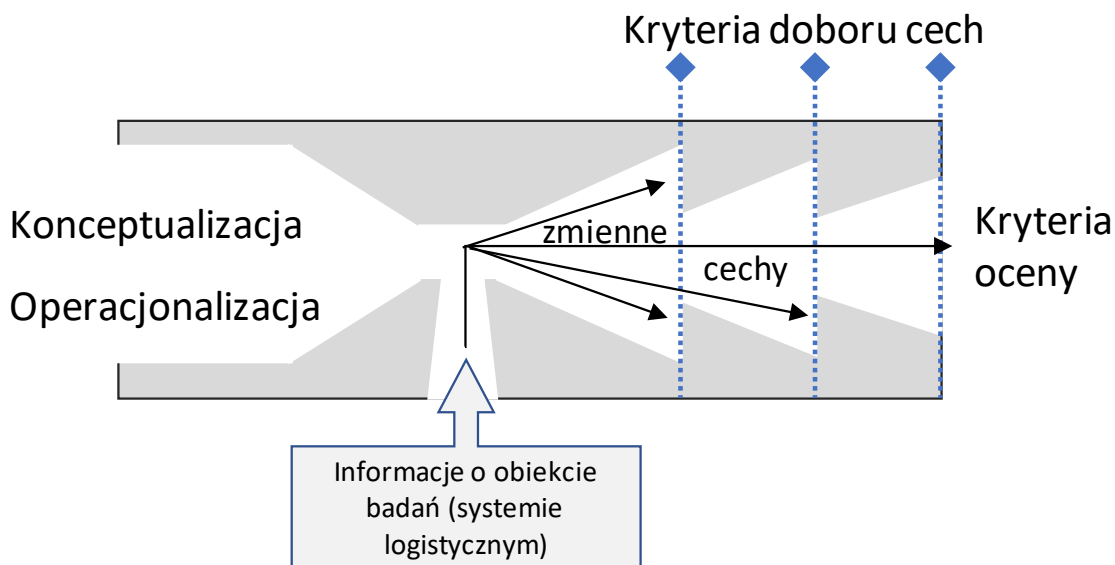 Kryteria doboru cech
Konceptualizacja
Operacjonalizacja
zmienne
cechy
Kryteria
oceny
Informacje o obiekcie
badań (systemie
logistycznym)